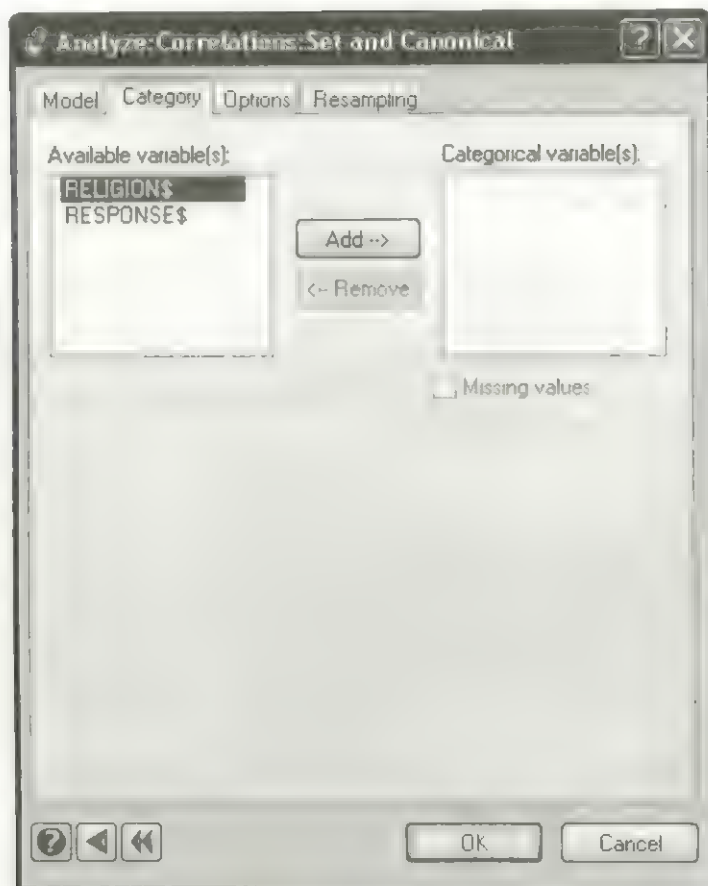 Analyze:Correlations:Set and Canonical
Model Category Options Resampling
Available variable(s):
Categorical variable(s):
RELIGION$
RESPONSE$
Add -->
<-- Remove
Missing values
OK Cancel